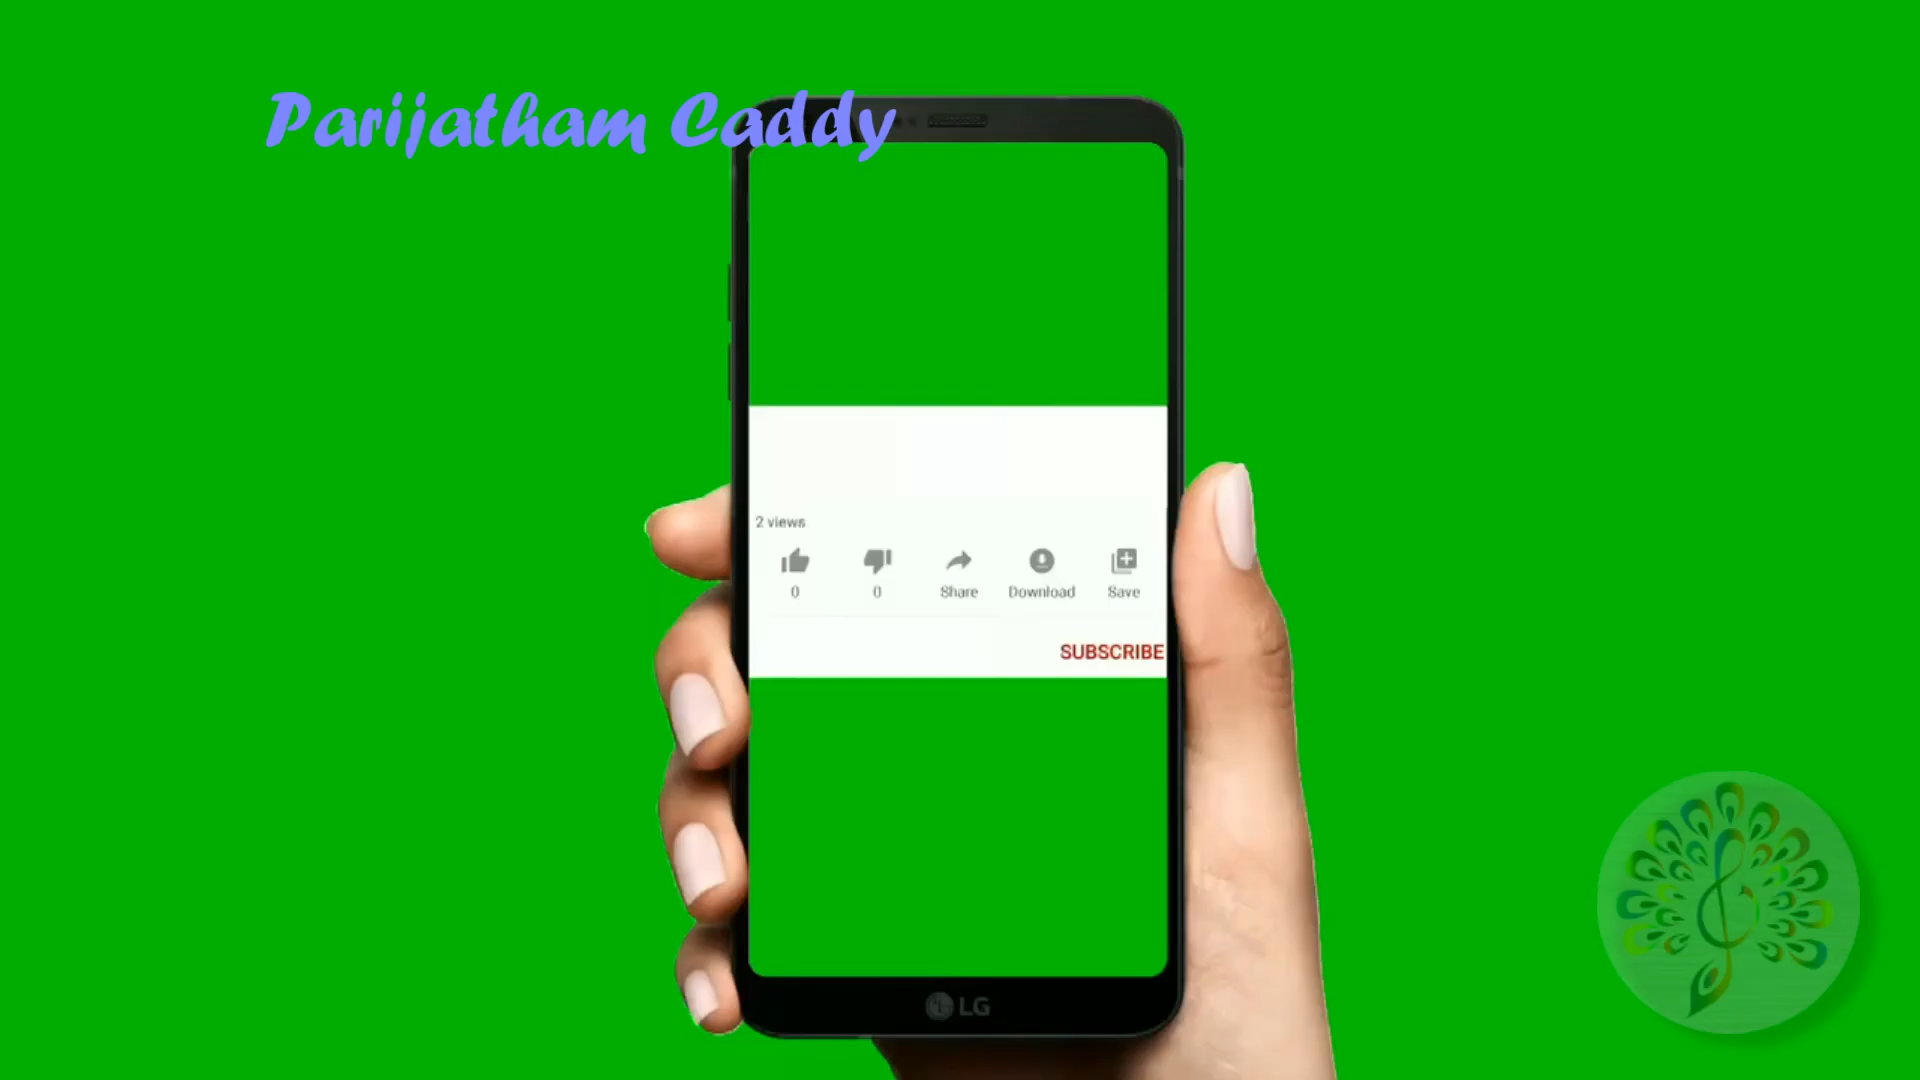 Parijatham Caddy
2 views
0 0 Share Download Save
SUBSCRIBE
LG